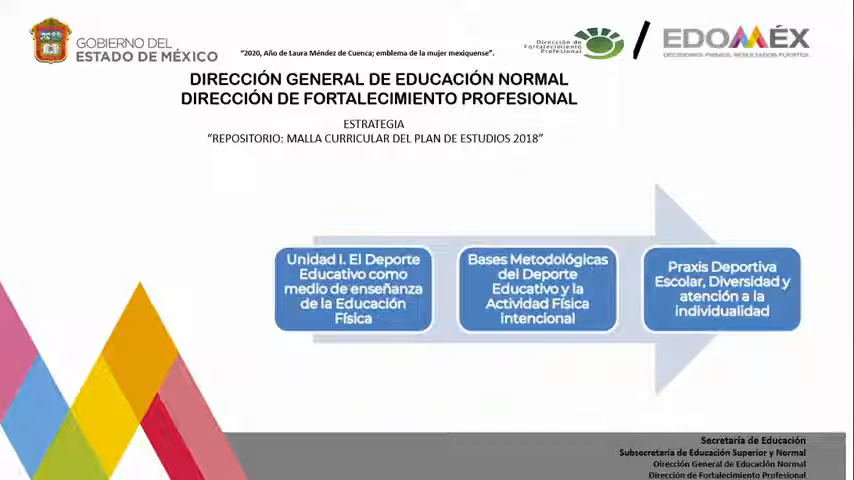 GOBIERNO DEL
ESTADO DE MÉXICO
"2020, Año de Laura Méndez de Cuenca; emblema de la mujer mexiquense".
Dirección de
Fortalecimiento
Profesional
EDOMÉX
DECISIONES FIRMES, RESULTADOS FUERTES.
DIRECCIÓN GENERAL DE EDUCACIÓN NORMAL
DIRECCIÓN DE FORTALECIMIENTO PROFESIONAL
ESTRATEGIA
"REPOSITORIO: MALLA CURRICULAR DEL PLAN DE ESTUDIOS 2018"
Unidad I. El Deporte
Educativo como
medio de enseñanza
de la Educación
Física
Bases Metodológicas
del Deporte
Educativo y la
Actividad Física
intencional
Praxis Deportiva
Escolar, Diversidad y
atención a la
individualidad
Secretaría de Educación
Subsecretaría de Educación Superior y Normal
Dirección General de Educación Normal
Dirección de Fortalecimiento Profesional